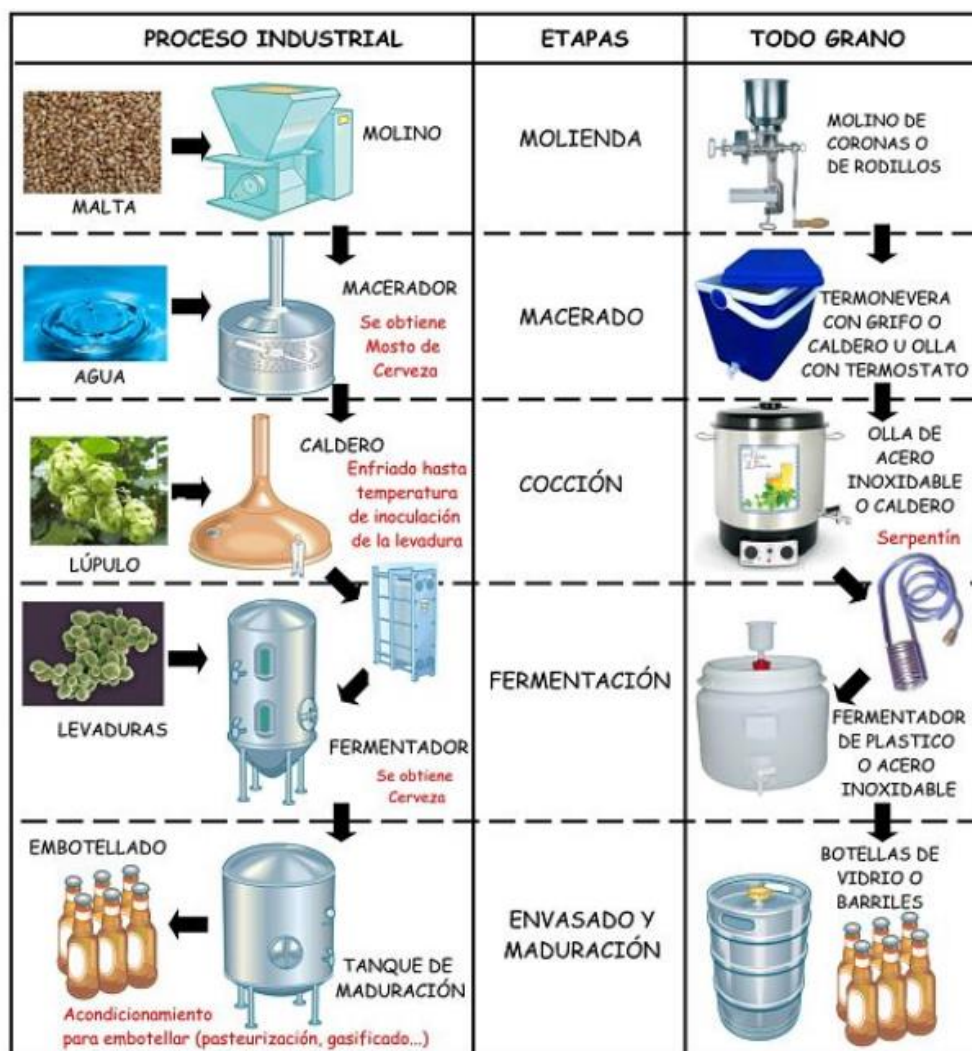 PROCESO INDUSTRIAL
ETAPAS
TODO GRANO
MALTA
MOLINO
MOLIENDA
MOLINO DE
CORONAS O
DE RODILLOS
AGUA
MACERADOR
Se obtiene
Mosto de
Cerveza
MACERADO
TERMONEVERA
CON GRIFO O
CALDERO U OLLA
CON TERMOSTATO
LÚPULO
CALDERO
Enfriado hasta
temperatura
de inoculación
de la levadura
COCCIÓN
OLLA DE
ACERO
INOXIDABLE
O CALDERO
Serpentín
LEVADURAS
FERMENTADOR
Se obtiene
Cerveza
FERMENTACIÓN
FERMENTADOR
DE PLASTICO
O ACERO
INOXIDABLE
EMBOTELLADO
TANQUE DE
MADURACIÓN
Acondicionamiento
para embotellar (pasteurización, gasificado...)
ENVASADO Y
MADURACIÓN
BOTELLAS DE
VIDRIO O
BARRILES